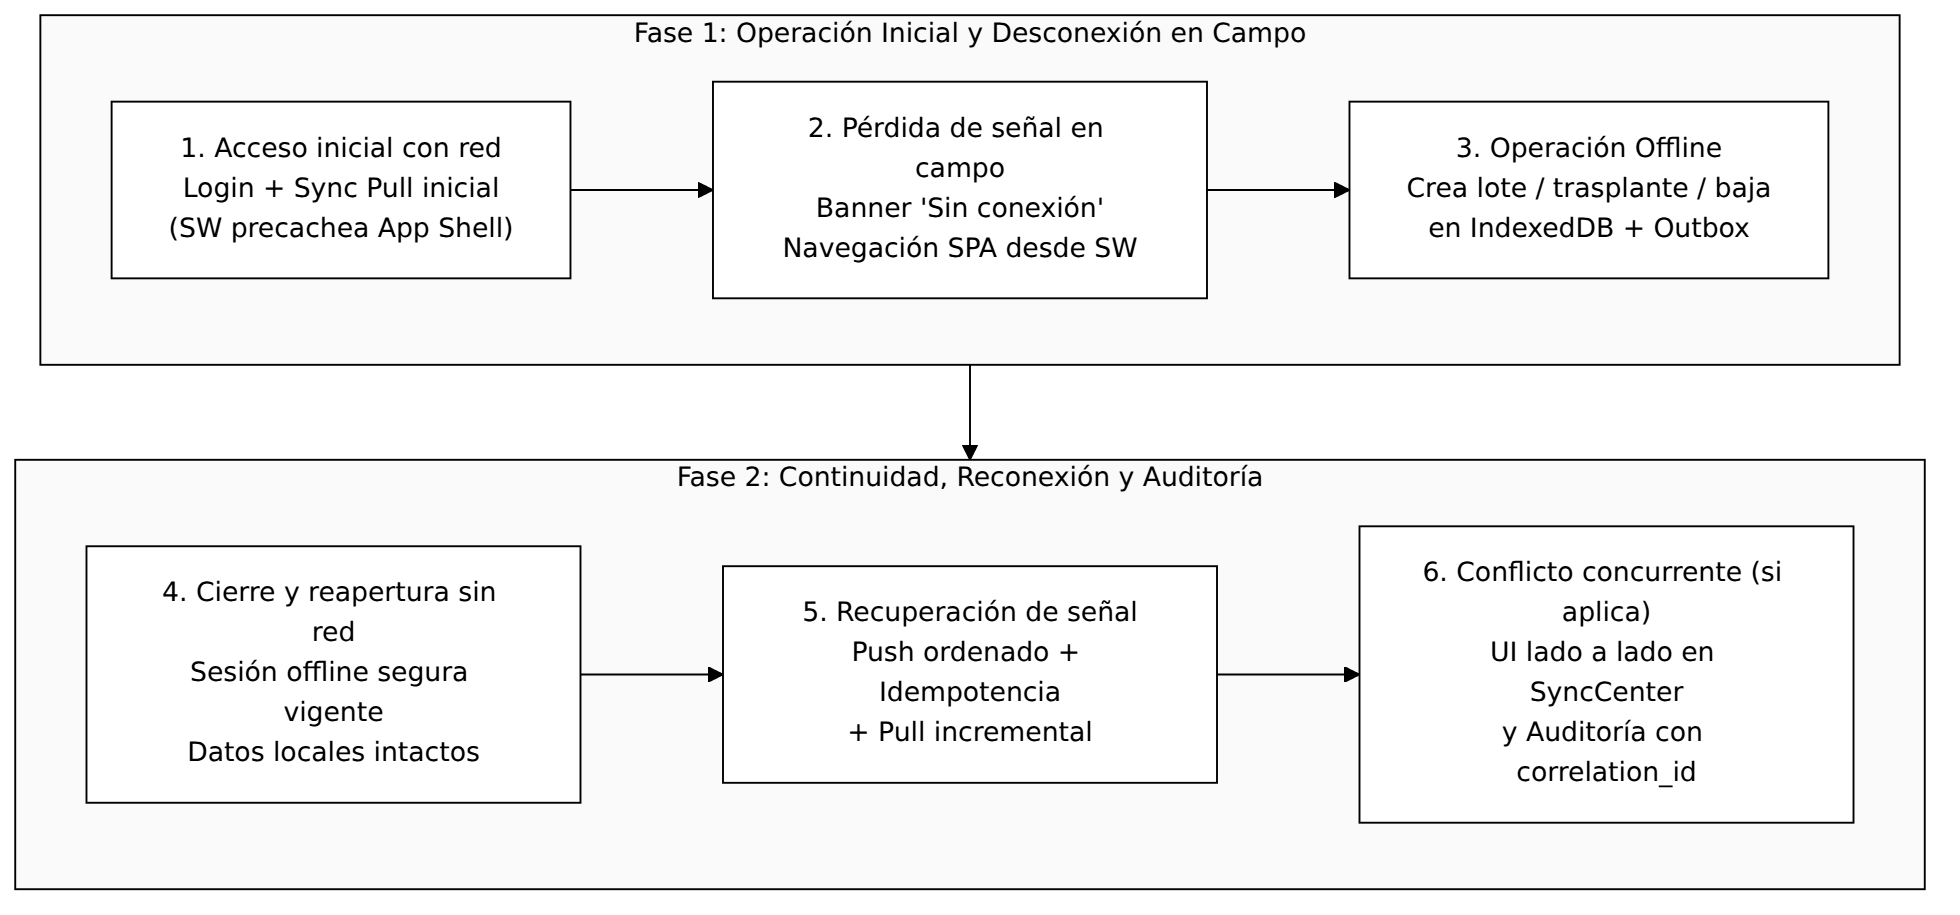 Fase 1: Operación Inicial y Desconexión en Campo
1. Acceso inicial con red
Login + Sync Pull inicial
(SW precachea App Shell)
2. Pérdida de señal en
campo
Banner 'Sin conexión'
Navegación SPA desde SW
3. Operación Offline
Crea lote / trasplante / baja
en IndexedDB + Outbox
Fase 2: Continuidad, Reconexión y Auditoría
4. Cierre y reapertura sin
red
Sesión offline segura
vigente
Datos locales intactos
5. Recuperación de señal
Push ordenado +
Idempotencia
+ Pull incremental
6. Conflicto concurrente (si
aplica)
UI lado a lado en
SyncCenter
y Auditoría con
correlation_id